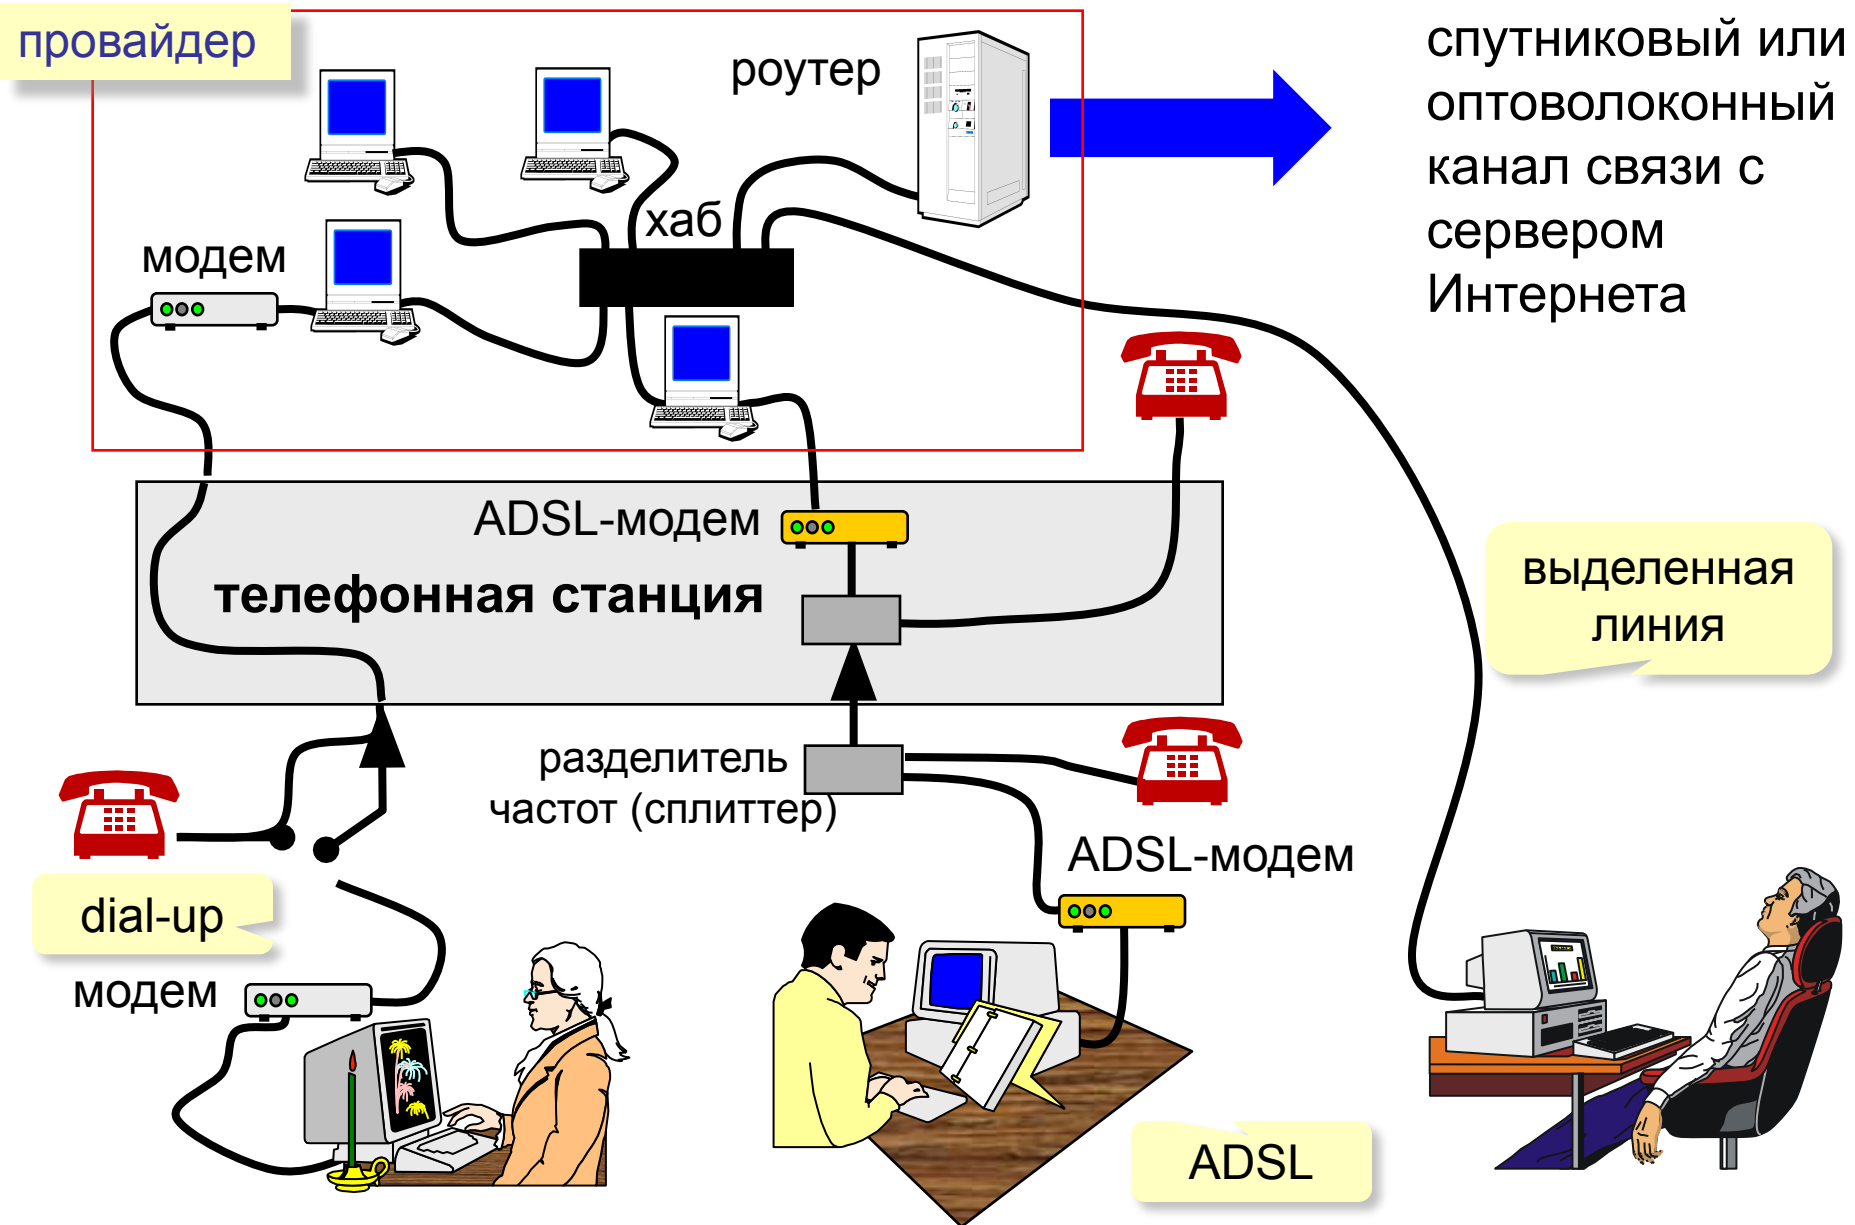 провайдер
роутер
спутниковый или
оптоволоконный
канал связи с
сервером
Интернета
хаб
модем
ADSL-модем
телефонная станция
выделенная
линия
разделитель
частот (сплиттер)
ADSL-модем
dial-up
модем
ADSL